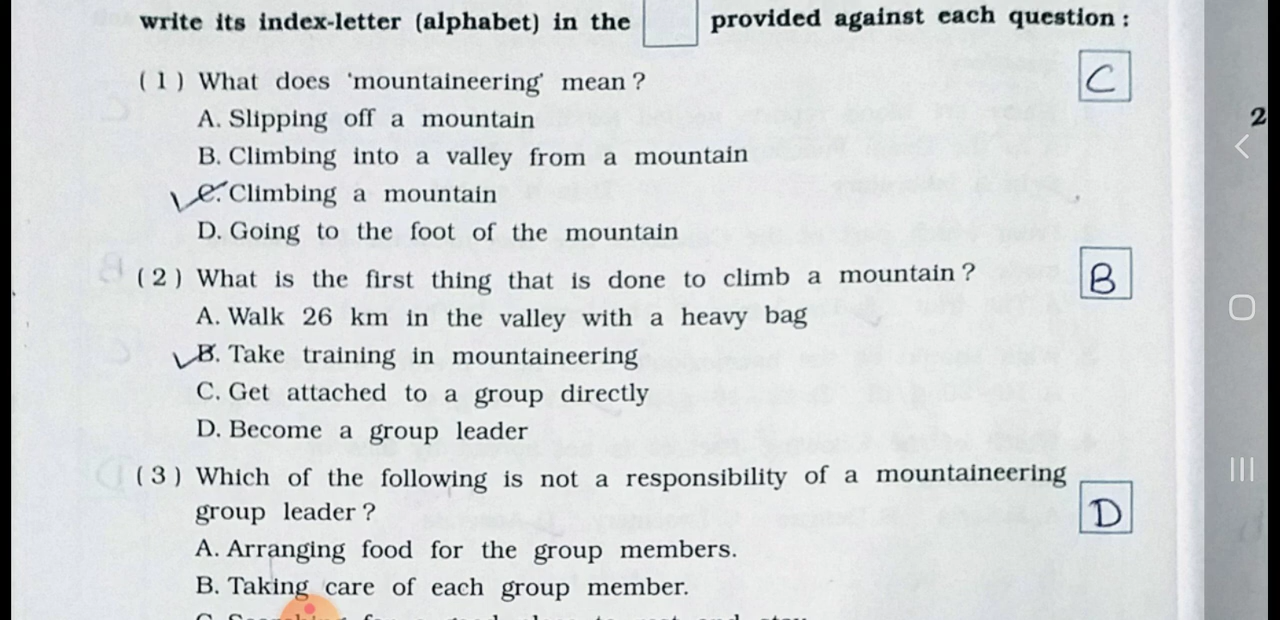 write its index-letter (alphabet) in the provided against each question :
( 1 ) What does 'mountaineering' mean ? C
A. Slipping off a mountain
2
B. Climbing into a valley from a mountain
C. Climbing a mountain
D. Going to the foot of the mountain
( 2 ) What is the first thing that is done to climb a mountain ? B
A. Walk 26 km in the valley with a heavy bag
B. Take training in mountaineering
C. Get attached to a group directly
D. Become a group leader
( 3 ) Which of the following is not a responsibility of a mountaineering
group leader ? D
A. Arranging food for the group members.
B. Taking care of each group member.